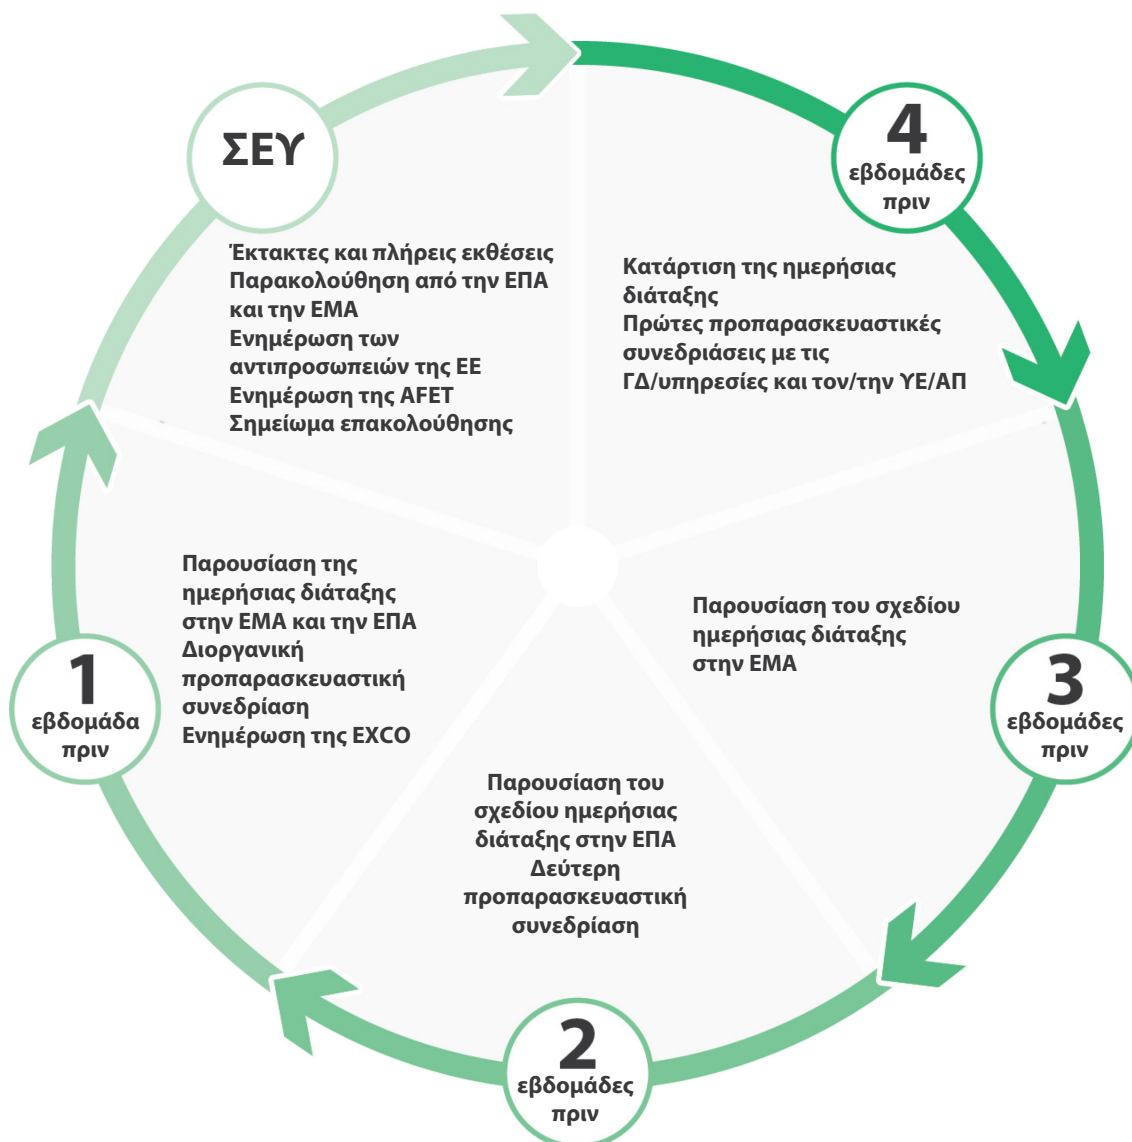 ΣΕΥ
Έκτακτες και πλήρεις εκθέσεις
Παρακολούθηση από την ΕΠΑ
και την ΕΜΑ
Ενημέρωση των
αντιπροσωπειών της ΕΕ
Ενημέρωση της AFET
Σημείωμα επακολούθησης
4
εβδομάδες
πριν
Κατάρτιση της ημερήσιας
διάταξης
Πρώτες προπαρασκευαστικές
συνεδριάσεις με τις
ΓΔ/υπηρεσίες και τον/την ΥΕ/ΑΠ
3
εβδομάδες
πριν
Παρουσίαση του σχεδίου
ημερήσιας διάταξης
στην ΕΜΑ
2
εβδομάδες
πριν
Παρουσίαση του
σχεδίου ημερήσιας
διάταξης στην ΕΠΑ
Δεύτερη
προπαρασκευαστική
συνεδρίαση
1
εβδομάδα
πριν
Παρουσίαση της
ημερήσιας διάταξης
στην ΕΜΑ και την ΕΠΑ
Διοργανική
προπαρασκευαστική
συνεδρίαση
Ενημέρωση της EXCO